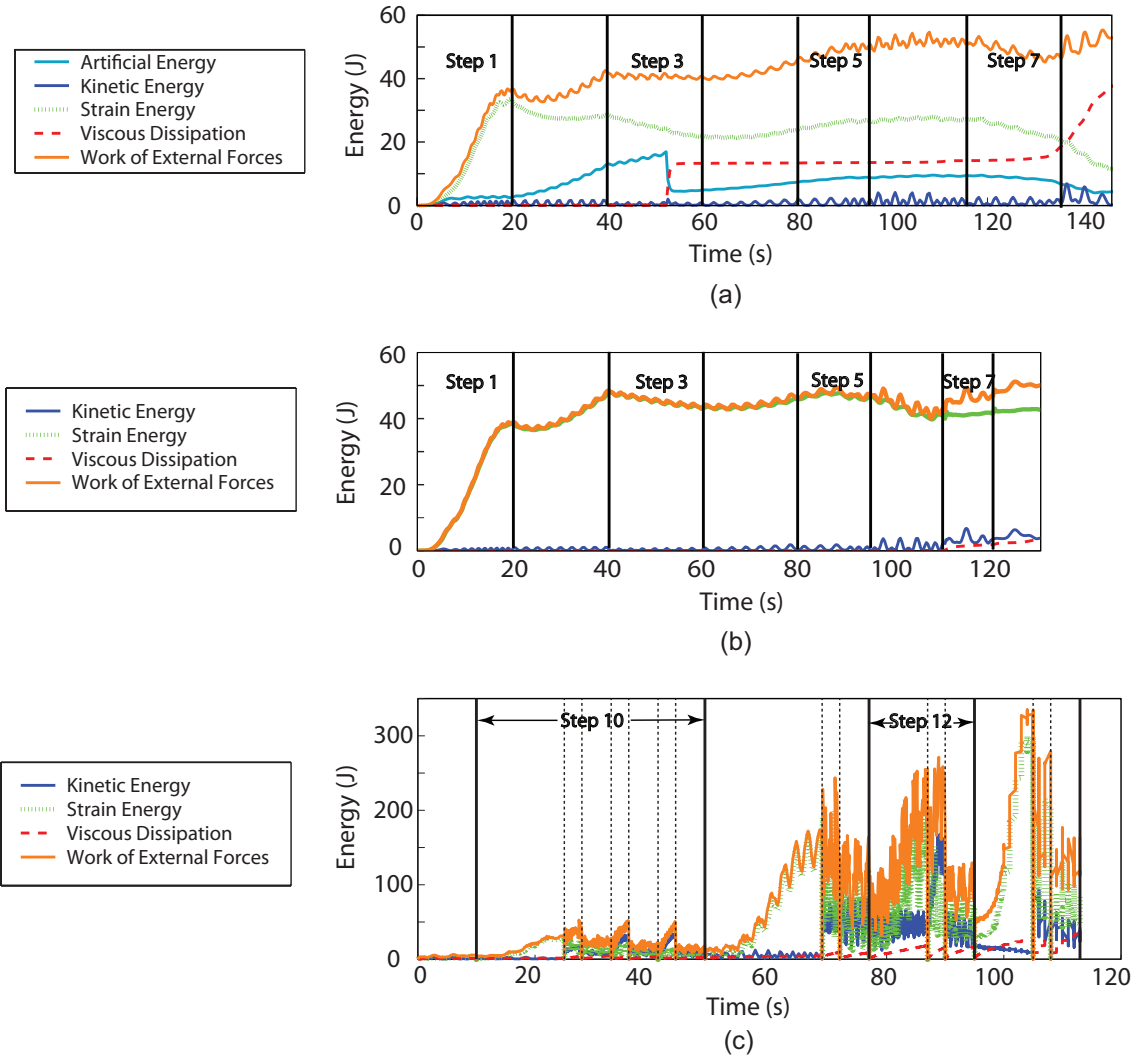 Artificial Energy
Kinetic Energy
Strain Energy
Viscous Dissipation
Work of External Forces
Energy (J)
60
40
20
0
Step 1
Step 3
Step 5
Step 7
0 20 40 60 80 100 120 140
Time (s)
(a)
Kinetic Energy
Strain Energy
Viscous Dissipation
Work of External Forces
Energy (J)
60
40
20
0
Step 1
Step 3
Step 5
Step 7
0 20 40 60 80 100 120
Time (s)
(b)
Kinetic Energy
Strain Energy
Viscous Dissipation
Work of External Forces
Energy (J)
300
200
100
0
Step 10
Step 12
0 20 40 60 80 100 120
Time (s)
(c)